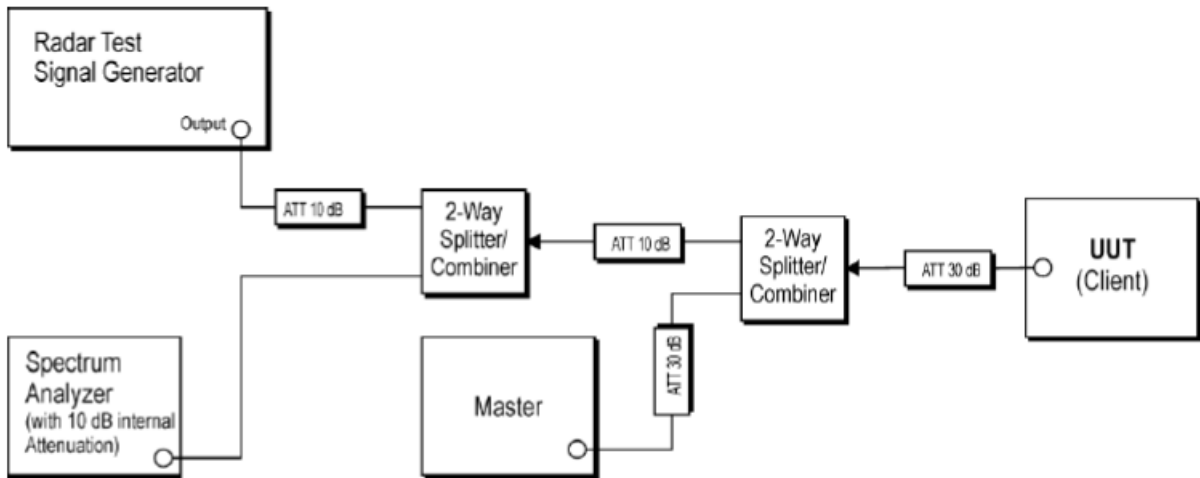 Radar Test
Signal Generator
Output
ATT 10 dB
2-Way
Splitter/
Combiner
ATT 10 dB
2-Way
Splitter/
Combiner
ATT 30 dB
UUT
(Client)
ATT 30 dB
Spectrum
Analyzer
(with 10 dB internal
Attenuation)
Master